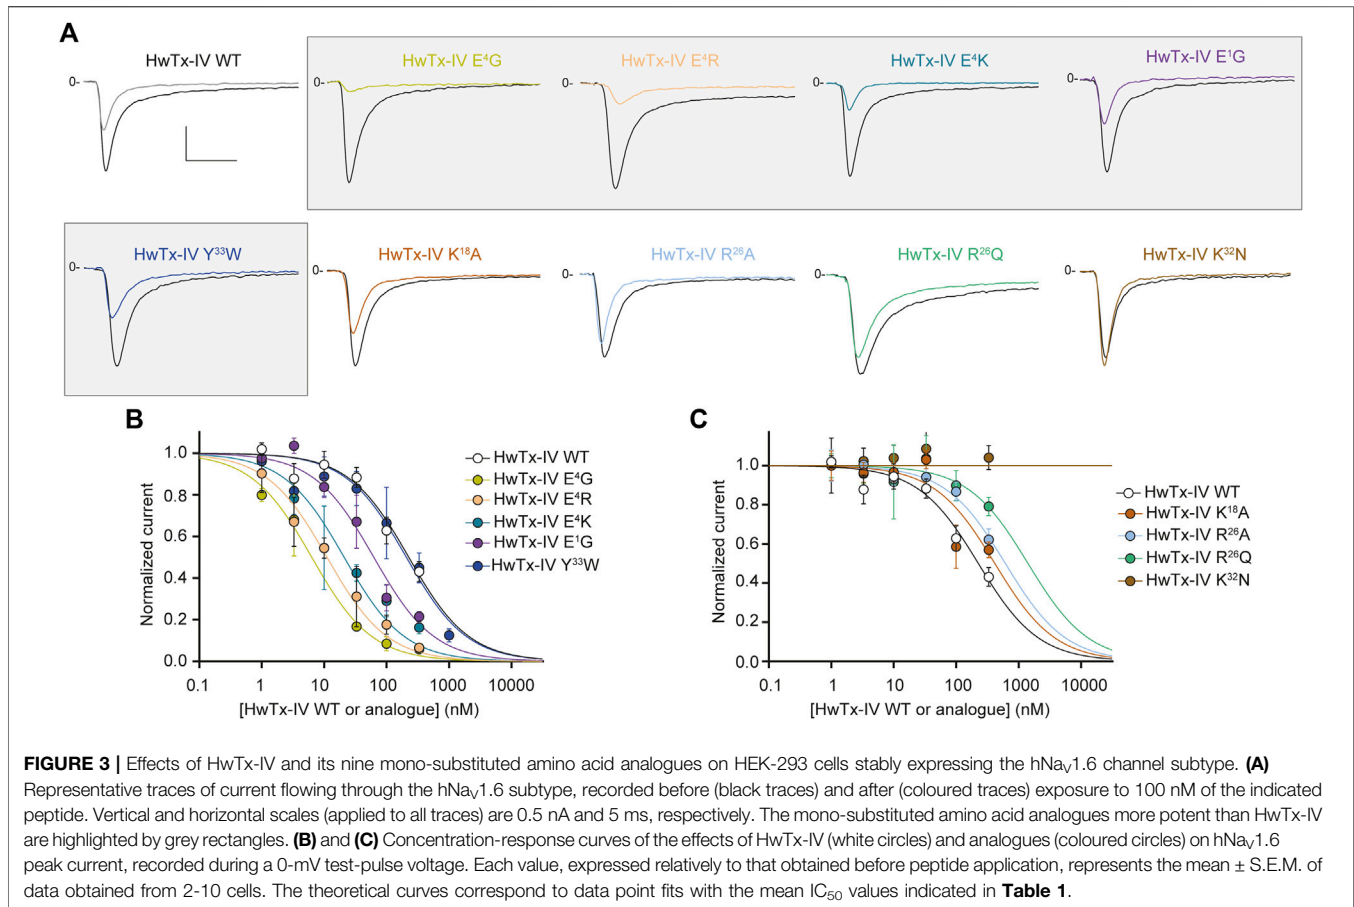 A
HwTx-IV WT
HwTx-IV E⁴G
HwTx-IV E⁴R
HwTx-IV E⁴K
HwTx-IV E¹G
0-
0-
0-
0-
0-
HwTx-IV Y³³W
HwTx-IV K¹⁸A
HwTx-IV R²⁶A
HwTx-IV R²⁶Q
HwTx-IV K³²N
0-
0-
0-
0-
0-
B
Normalized current
1.0
0.8
0.6
0.4
0.2
0.0
0.1 1 10 100 1000 10000
[HwTx-IV WT or analogue] (nM)
HwTx-IV WT
HwTx-IV E⁴G
HwTx-IV E⁴R
HwTx-IV E⁴K
HwTx-IV E¹G
HwTx-IV Y³³W
C
Normalized current
1.0
0.8
0.6
0.4
0.2
0.0
0.1 1 10 100 1000 10000
[HwTx-IV WT or analogue] (nM)
HwTx-IV WT
HwTx-IV K¹⁸A
HwTx-IV R²⁶A
HwTx-IV R²⁶Q
HwTx-IV K³²N
FIGURE 3 | Effects of HwTx-IV and its nine mono-substituted amino acid analogues on HEK-293 cells stably expressing the hNaV1.6 channel subtype. (A)
Representative traces of current flowing through the hNaV1.6 subtype, recorded before (black traces) and after (coloured traces) exposure to 100 nM of the indicated
peptide. Vertical and horizontal scales (applied to all traces) are 0.5 nA and 5 ms, respectively. The mono-substituted amino acid analogues more potent than HwTx-IV
are highlighted by grey rectangles. (B) and (C) Concentration-response curves of the effects of HwTx-IV (white circles) and analogues (coloured circles) on hNaV1.6
peak current, recorded during a 0-mV test-pulse voltage. Each value, expressed relatively to that obtained before peptide application, represents the mean ± S.E.M. of
data obtained from 2-10 cells. The theoretical curves correspond to data point fits with the mean IC₅₀ values indicated in Table 1.